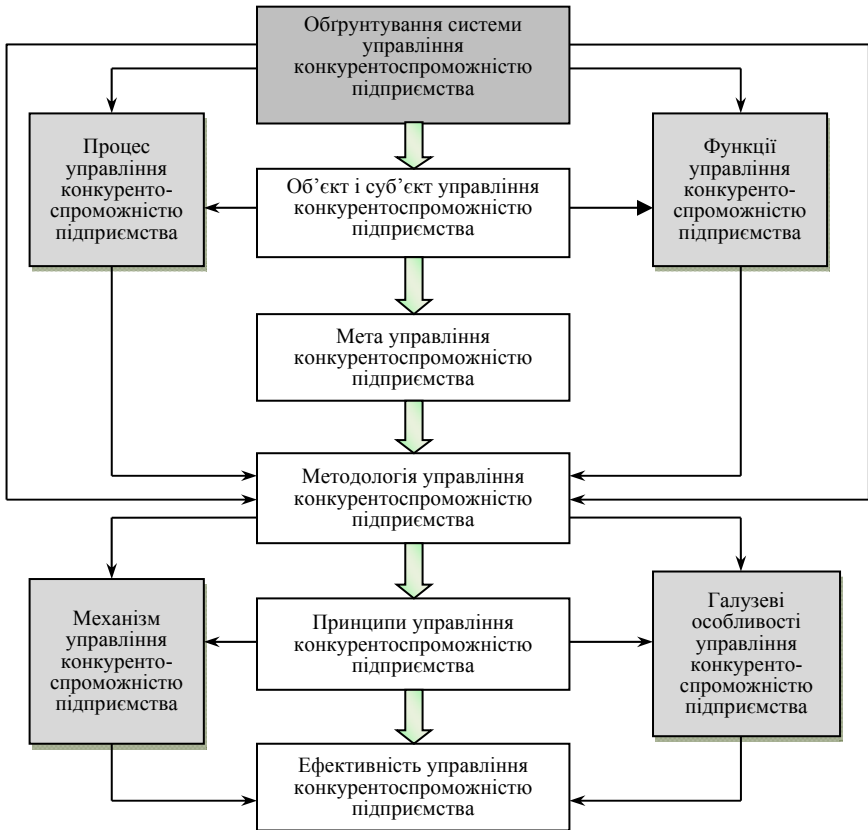 Обґрунтування системи
управління
конкурентоспроможністю
підприємства
Процес
управління
конкуренто-
спроможністю
підприємства
Об’єкт і суб’єкт управління
конкурентоспроможністю
підприємства
Функції
управління
конкуренто-
спроможністю
підприємства
Мета управління
конкурентоспроможністю
підприємства
Методологія управління
конкурентоспроможністю
підприємства
Механізм
управління
конкуренто-
спроможністю
підприємства
Принципи управління
конкурентоспроможністю
підприємства
Галузеві
особливості
управління
конкуренто-
спроможністю
підприємства
Ефективність управління
конкурентоспроможністю
підприємства